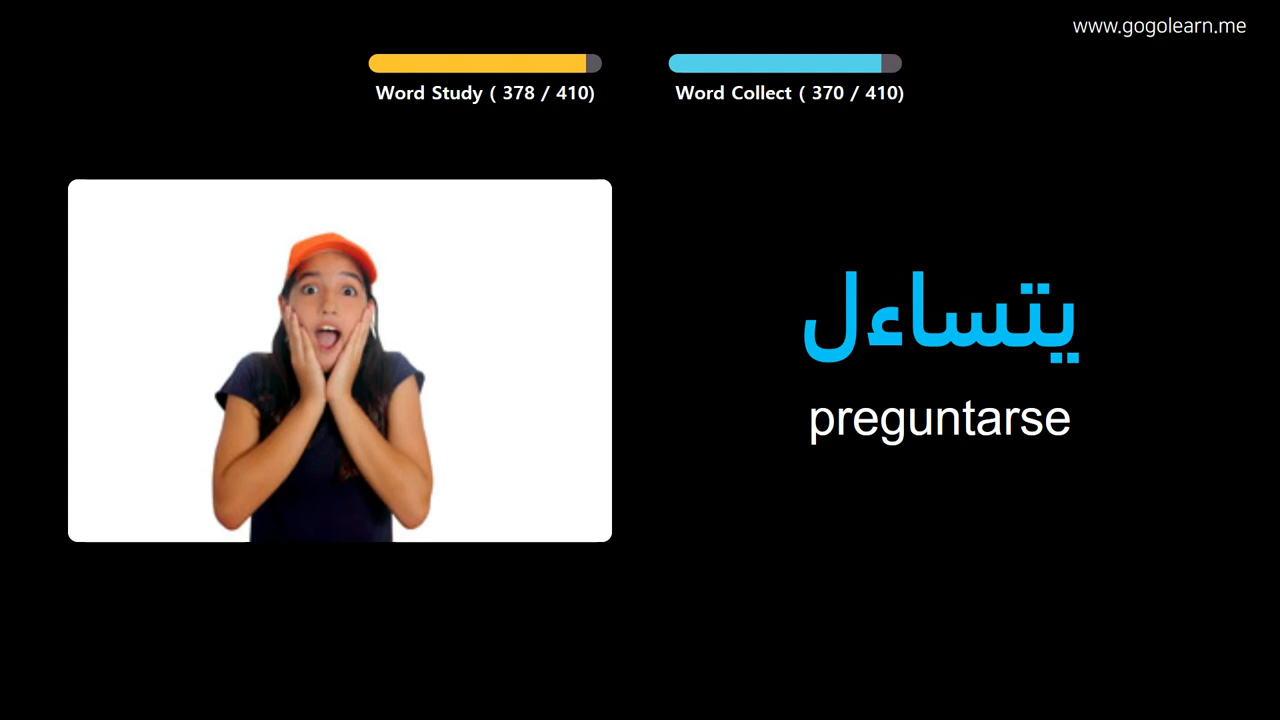 www.gogolearn.me
Word Study ( 378 / 410)
Word Collect ( 370 / 410)
يتساءل
preguntarse